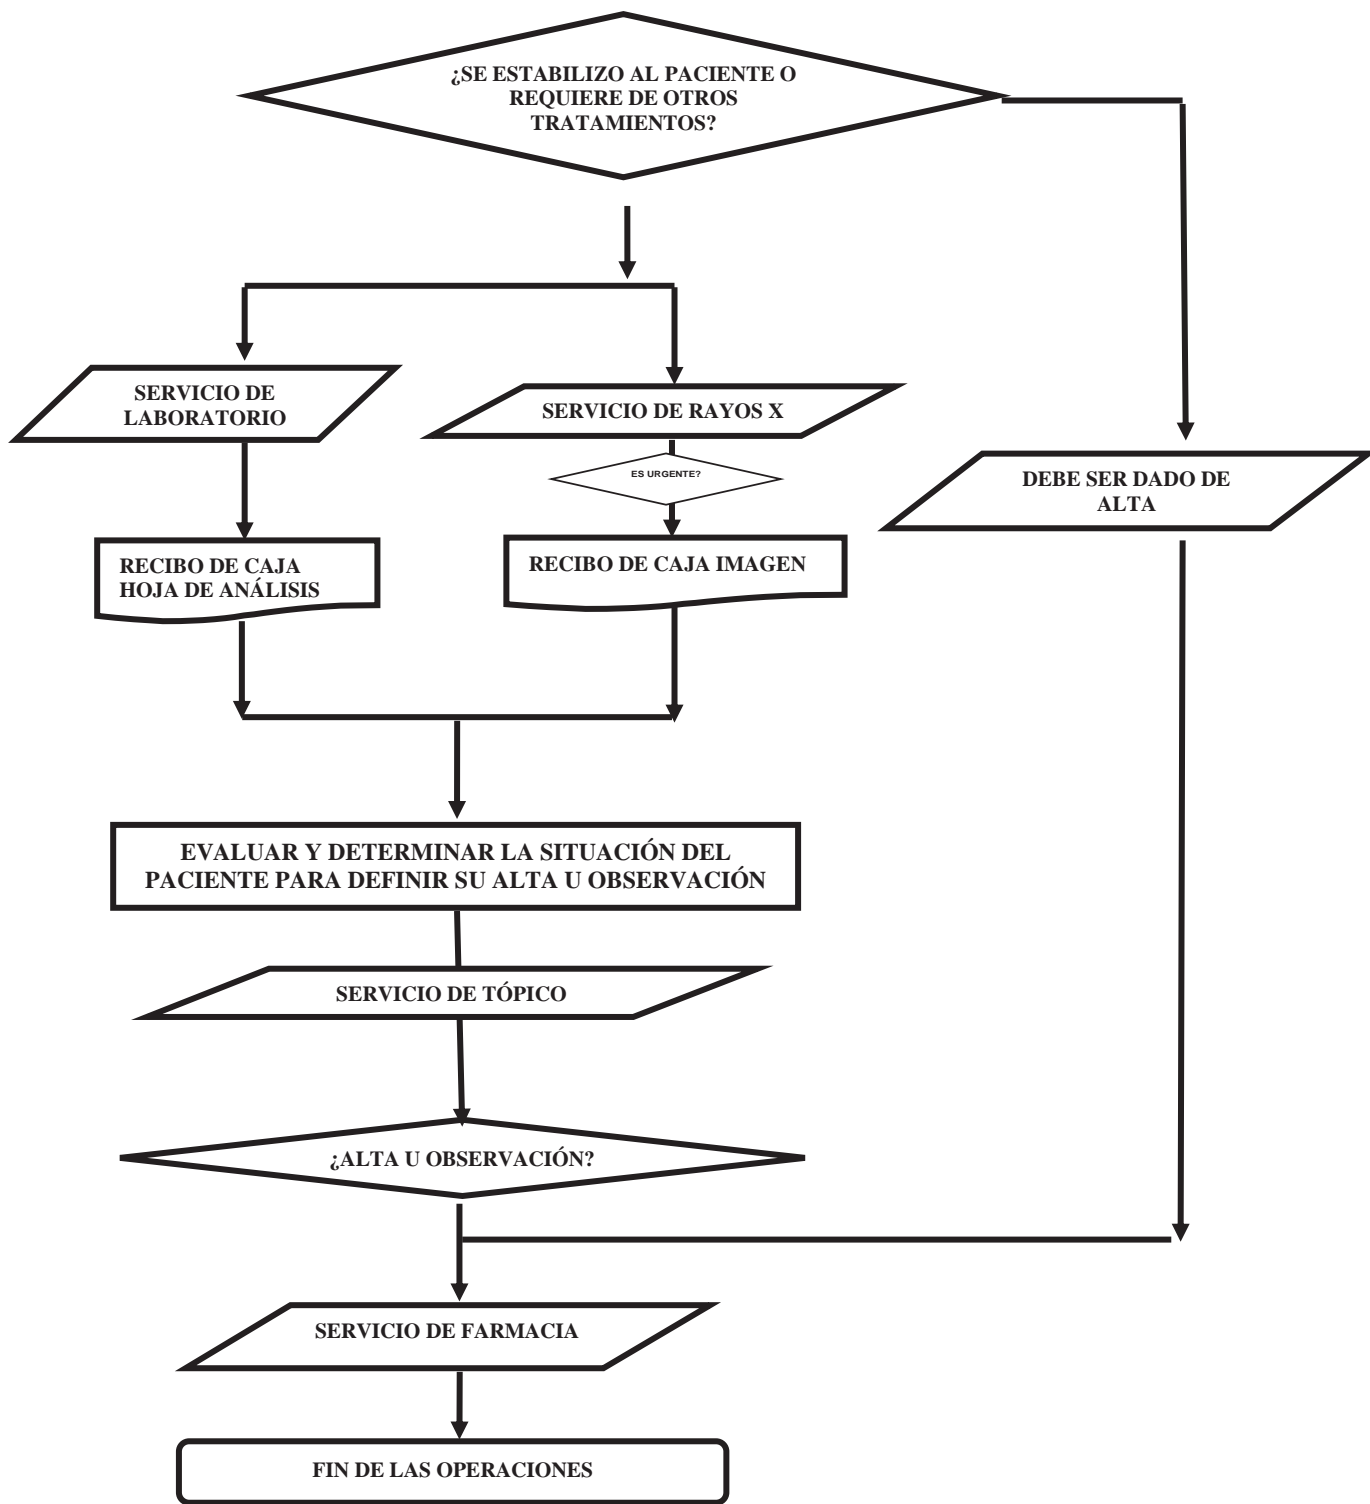 ¿SE ESTABILIZO AL PACIENTE O
REQUIERE DE OTROS
TRATAMIENTOS?
SERVICIO DE
LABORATORIO
SERVICIO DE RAYOS X
ES URGENTE?
DEBE SER DADO DE
ALTA
RECIBO DE CAJA
HOJA DE ANÁLISIS
RECIBO DE CAJA IMAGEN
EVALUAR Y DETERMINAR LA SITUACIÓN DEL
PACIENTE PARA DEFINIR SU ALTA U OBSERVACIÓN
SERVICIO DE TÓPICO
¿ALTA U OBSERVACIÓN?
SERVICIO DE FARMACIA
FIN DE LAS OPERACIONES